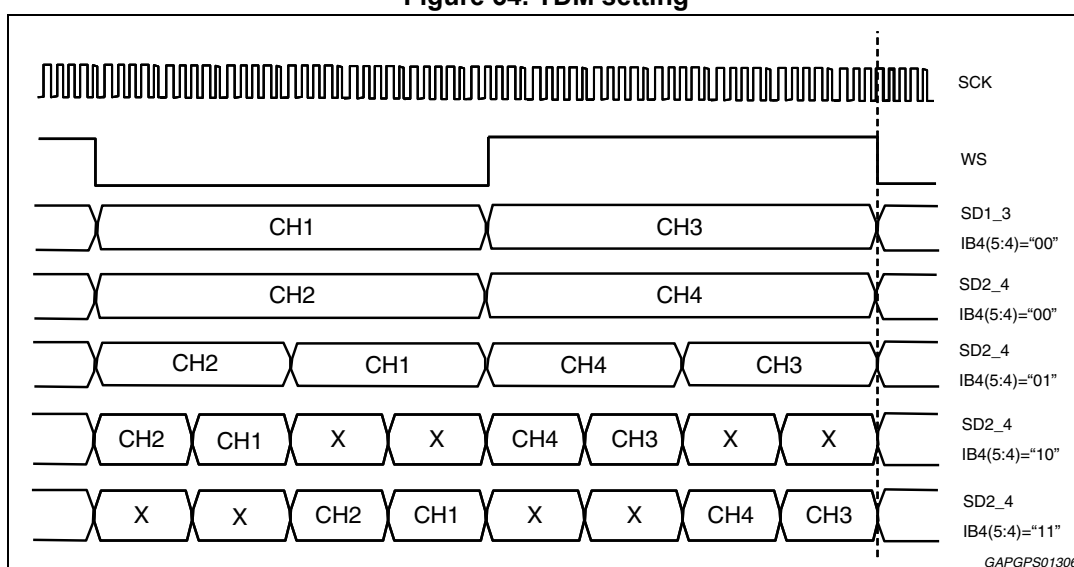 Figure 34. TDM setting
SCK
WS
CH1 CH3 SD1_3
IB4(5:4)=“00”
CH2 CH4 SD2_4
IB4(5:4)=“00”
CH2 CH1 CH4 CH3 SD2_4
IB4(5:4)=“01”
CH2 CH1 X X CH4 CH3 X X SD2_4
IB4(5:4)=“10”
X X CH2 CH1 X X CH4 CH3 SD2_4
IB4(5:4)=“11”
GAPGPS01306